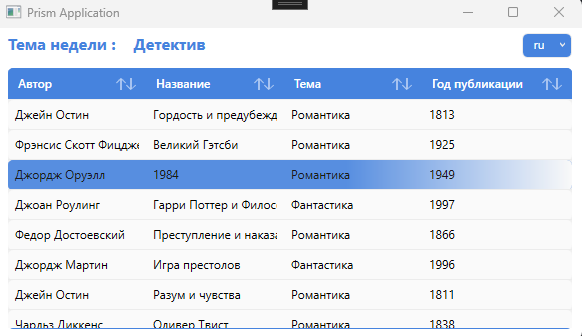 Prism Application
Тема недели : Детектив
ru
Автор Название Тема Год публикации
Джейн Остин Гордость и предубежд Романтика 1813
Фрэнсис Скотт Фицдже Великий Гэтсби Романтика 1925
Джордж Оруэлл 1984 Романтика 1949
Джоан Роулинг Гарри Поттер и Филос Фантастика 1997
Федор Достоевский Преступление и наказа Романтика 1866
Джордж Мартин Игра престолов Фантастика 1996
Джейн Остин Разум и чувства Романтика 1811
Чарльз Диккенс Оливер Твист Романтика 1838